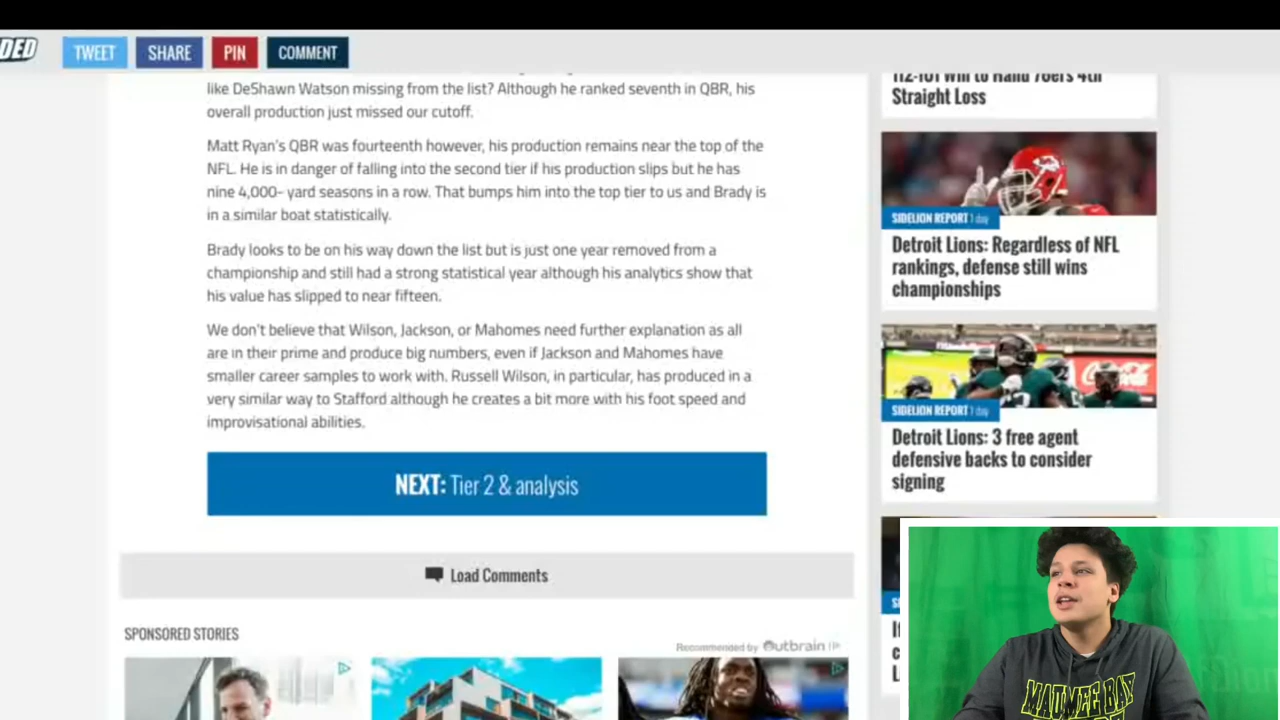 DED
TWEET
SHARE
PIN
COMMENT
like DeShawn Watson missing from the list? Although he ranked seventh in QBR, his
overall production just missed our cutoff.
Matt Ryan's QBR was fourteenth however, his production remains near the top of the
NFL. He is in danger of falling into the second tier if his production slips but he has
nine 4,000- yard seasons in a row. That bumps him into the top tier to us and Brady is
in a similar boat statistically.
Brady looks to be on his way down the list but is just one year removed from a
championship and still had a strong statistical year although his analytics show that
his value has slipped to near fifteen.
We don't believe that Wilson, Jackson, or Mahomes need further explanation as all
are in their prime and produce big numbers, even if Jackson and Mahomes have
smaller career samples to work with. Russell Wilson, in particular, has produced in a
very similar way to Stafford although he creates a bit more with his foot speed and
improvisational abilities.
NEXT: Tier 2 & analysis
Load Comments
SPONSORED STORIES
Recommended by Outbrain
112-101 Win to Hand 76ers 4th
Straight Loss
SIDELION REPORT 1 day
Detroit Lions: Regardless of NFL
rankings, defense still wins
championships
Coca-Cola
SIDELION REPORT 1 day
Detroit Lions: 3 free agent
defensive backs to consider
signing
MAUMEE BAY